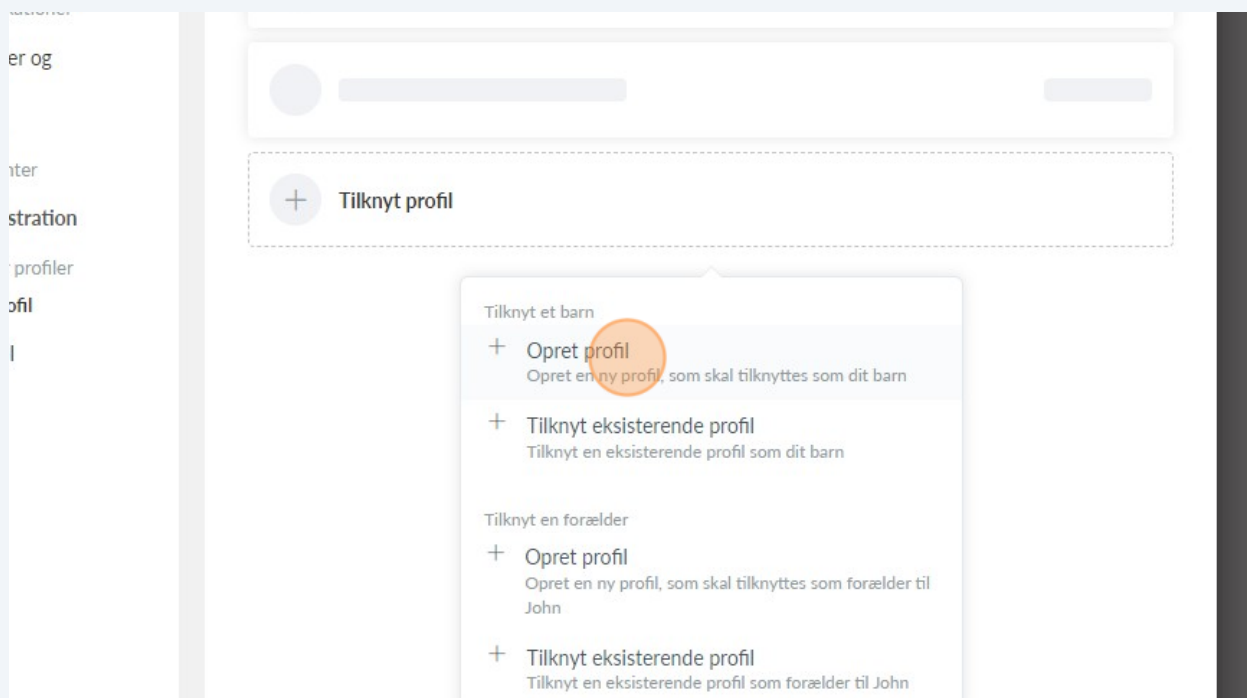 er og
nter
stration
profiler
ofil
Tilknyt profil
Tilknyt et barn
Opret profil
Opret en ny profil, som skal tilknyttes som dit barn
Tilknyt eksisterende profil
Tilknyt en eksisterende profil som dit barn
Tilknyt en forælder
Opret profil
Opret en ny profil, som skal tilknyttes som forælder til
John
Tilknyt eksisterende profil
Tilknyt en eksisterende profil som forælder til John